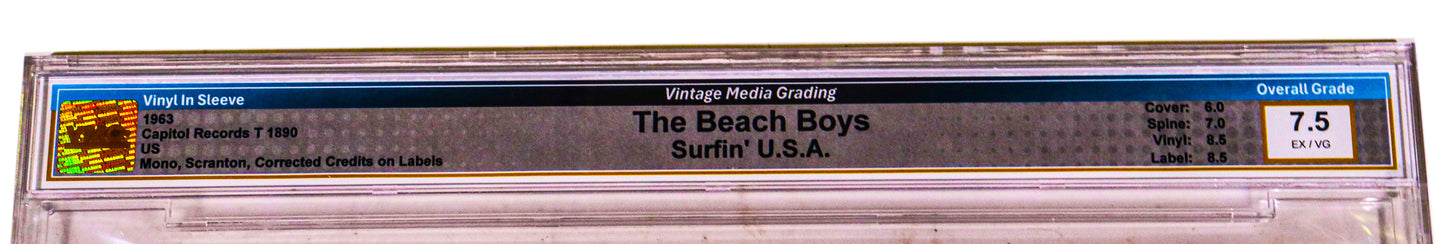 Vintage Media Grading
Vinyl In Sleeve
1963
Capitol Records T 1890
US
Mono, Scranton, Corrected Credits on Labels
The Beach Boys
Surfin' U.S.A.
Cover: 6.0
Spine: 7.0
Vinyl: 8.5
Label: 8.5
Overall Grade
7.5
EX / VG